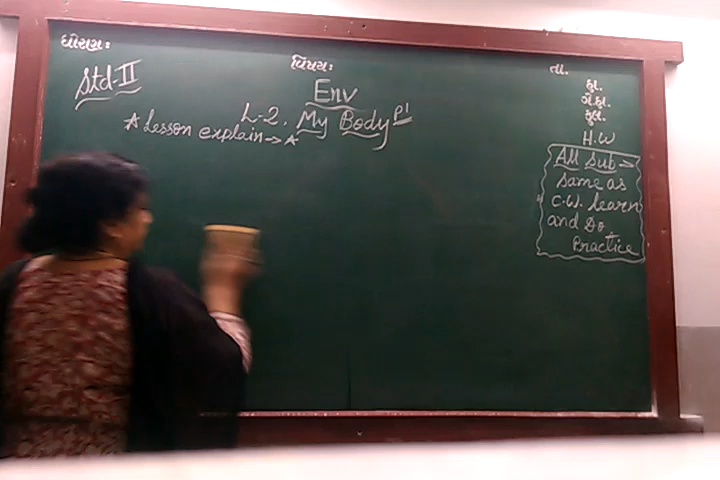 ધોરણ:
વિષય:
તા.
Std-II
Env
L-2. My Body P1
* Lesson explain → *
કા.
ગે.કા.
કુલ.
H.W
All Sub →
same as
C.W. learn
and Do
Practice